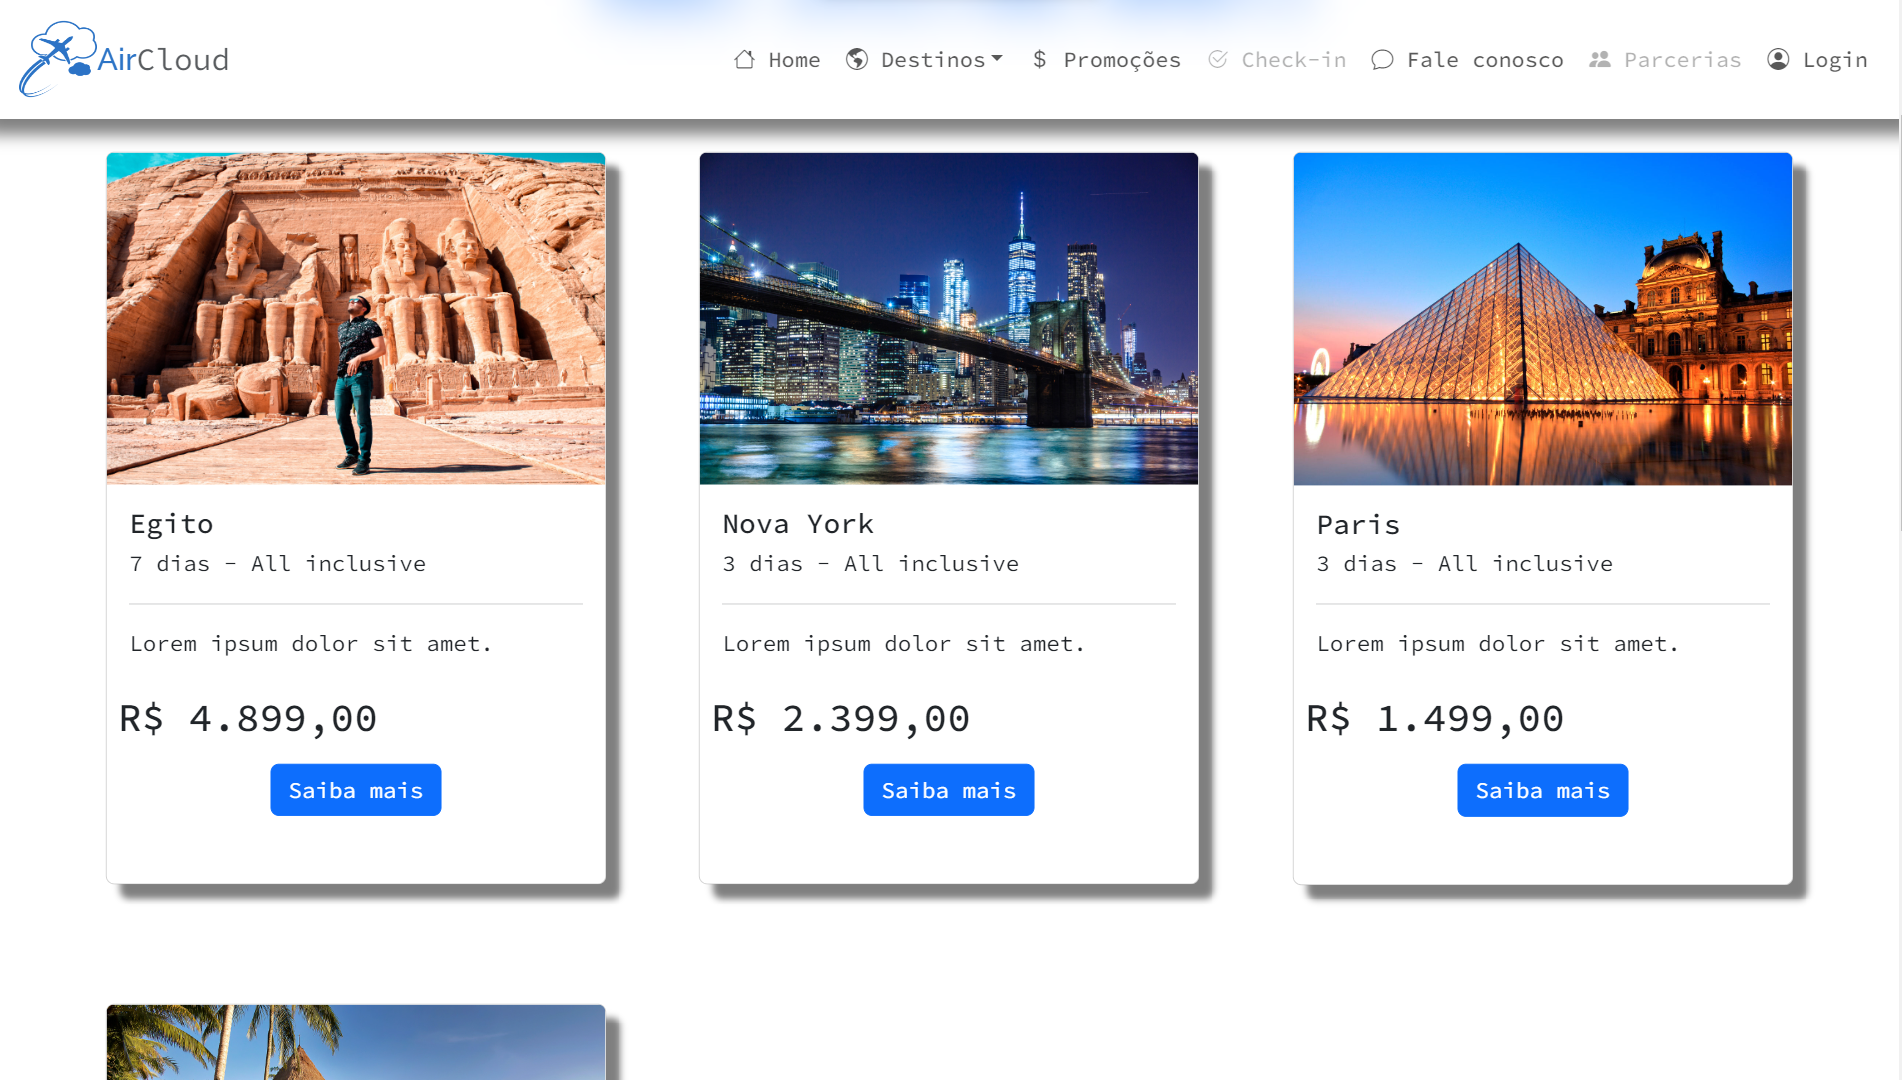 AirCloud
Home Destinos $ Promoções Check-in Fale conosco Parcerias Login
Egito
7 dias - All inclusive
Lorem ipsum dolor sit amet.
R$ 4.899,00
Saiba mais
Nova York
3 dias - All inclusive
Lorem ipsum dolor sit amet.
R$ 2.399,00
Saiba mais
Paris
3 dias - All inclusive
Lorem ipsum dolor sit amet.
R$ 1.499,00
Saiba mais